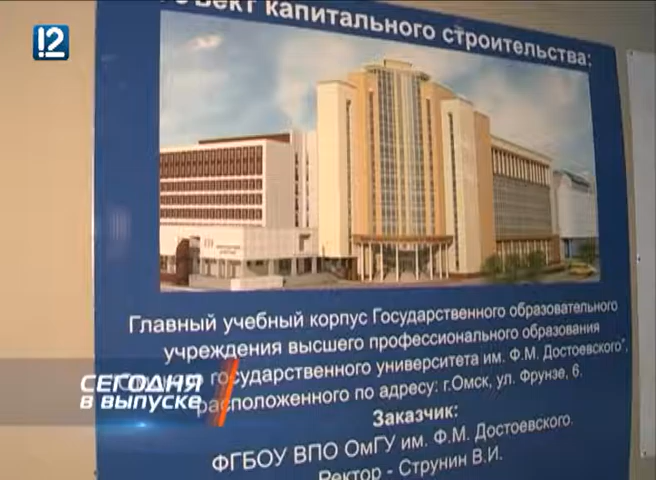 12
объект капитального строительства:
Главный учебный корпус Государственного образовательного
учреждения высшего профессионального образования
государственного университета им. Ф.М. Достоевского",
расположенного по адресу: г.Омск, ул. Фрунзе, 6.
СЕГОДНЯ
В ВЫПУСКЕ
Заказчик:
ФГБОУ ВПО ОмГУ им. Ф.М. Достоевского.
Ректор - Струнин В.И.